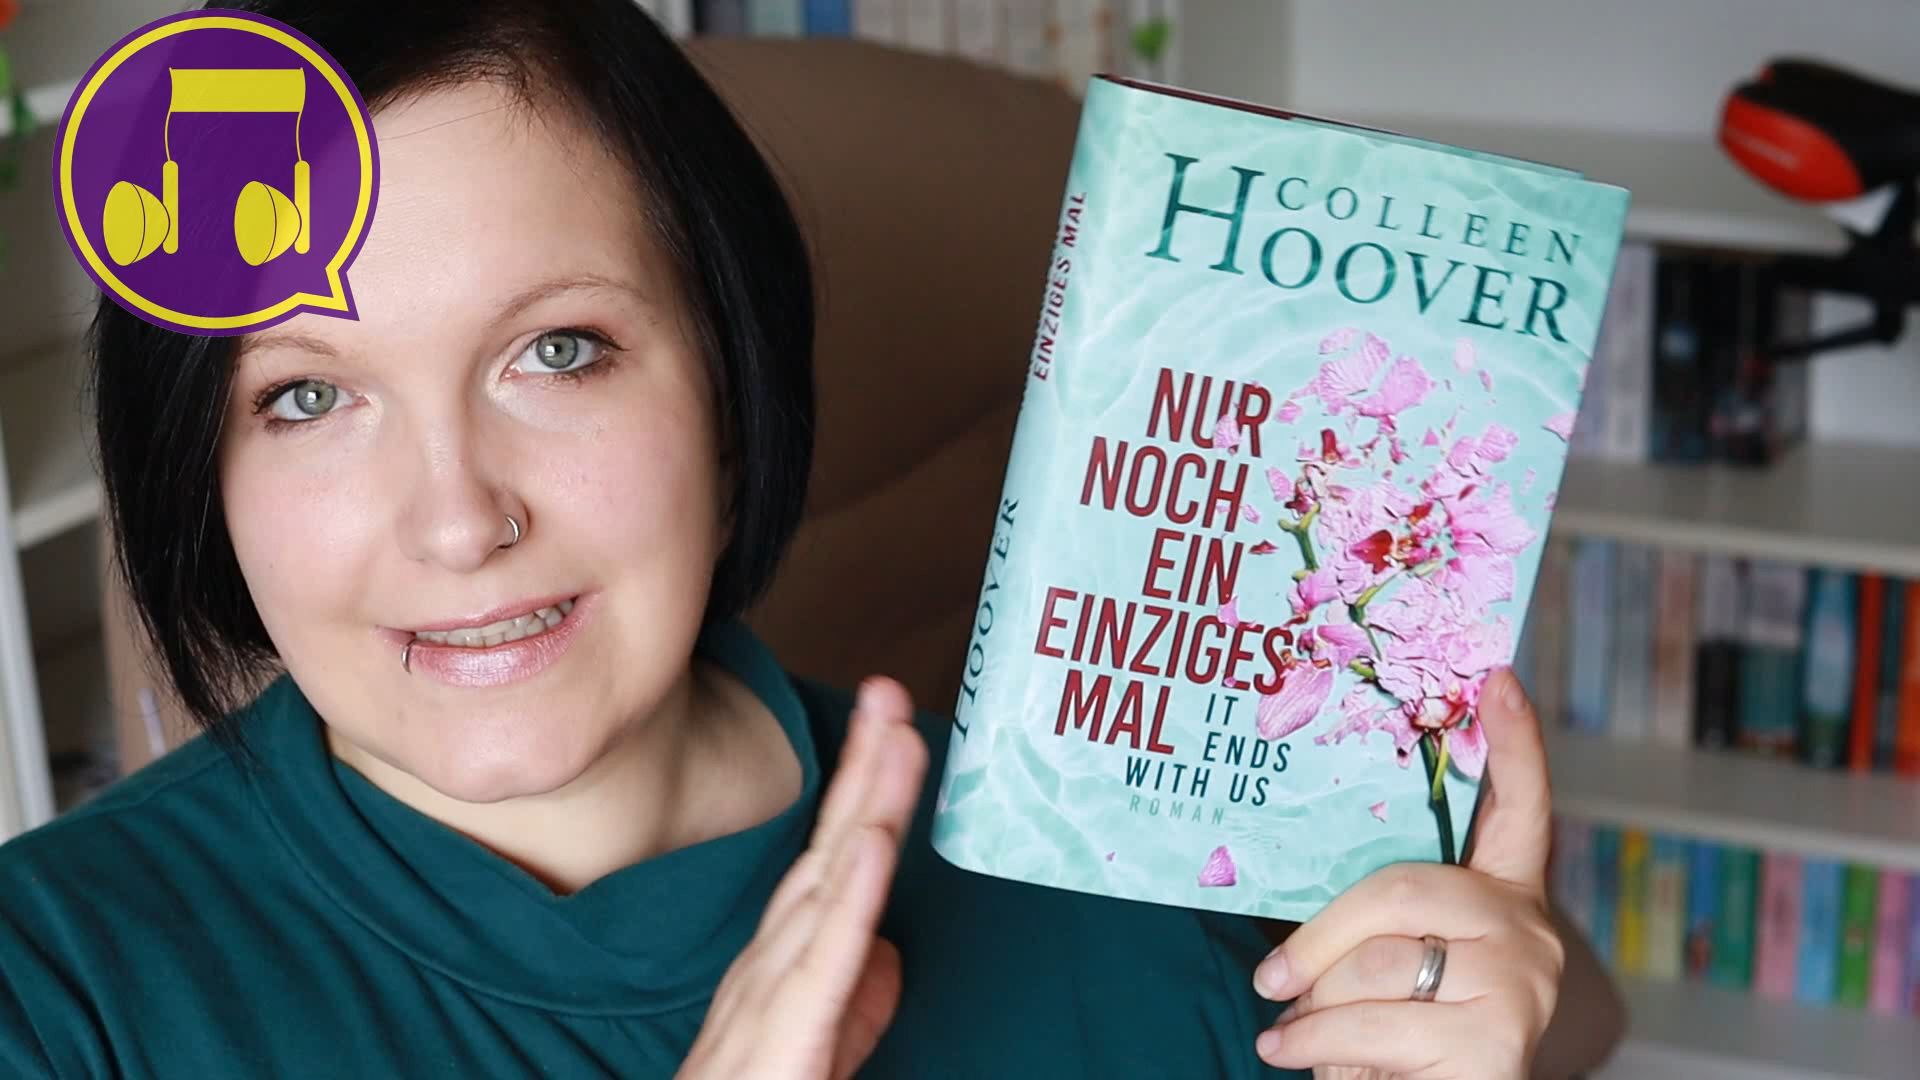 COLLEEN
HOOVER
NUR
NOCH
EIN
EINZIGES
MAL
IT
ENDS
WITH US
ROMAN
EINZIGES MAL
HOOVER